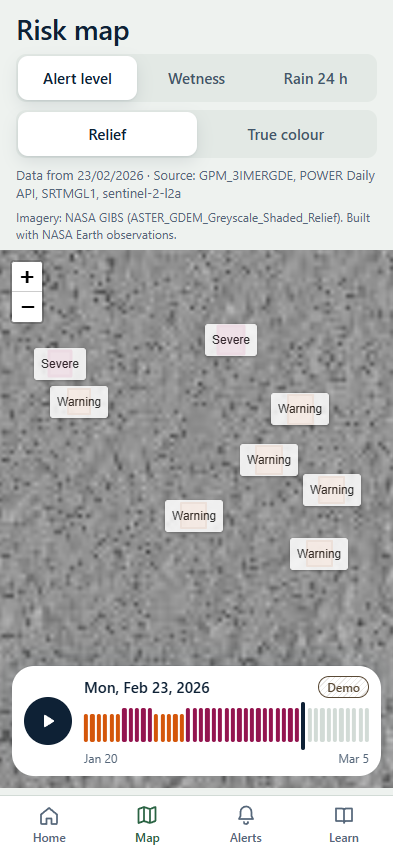 Risk map
Alert level
Wetness
Rain 24 h
Relief
True colour
Data from 23/02/2026 · Source: GPM_3IMERGDE, POWER Daily
API, SRTMGL1, sentinel-2-l2a
Imagery: NASA GIBS (ASTER_GDEM_Greyscale_Shaded_Relief). Built
with NASA Earth observations.
+
−
Severe
Severe
Warning
Warning
Warning
Warning
Warning
Warning
Mon, Feb 23, 2026
Demo
Jan 20
Mar 5
Home
Map
Alerts
Learn